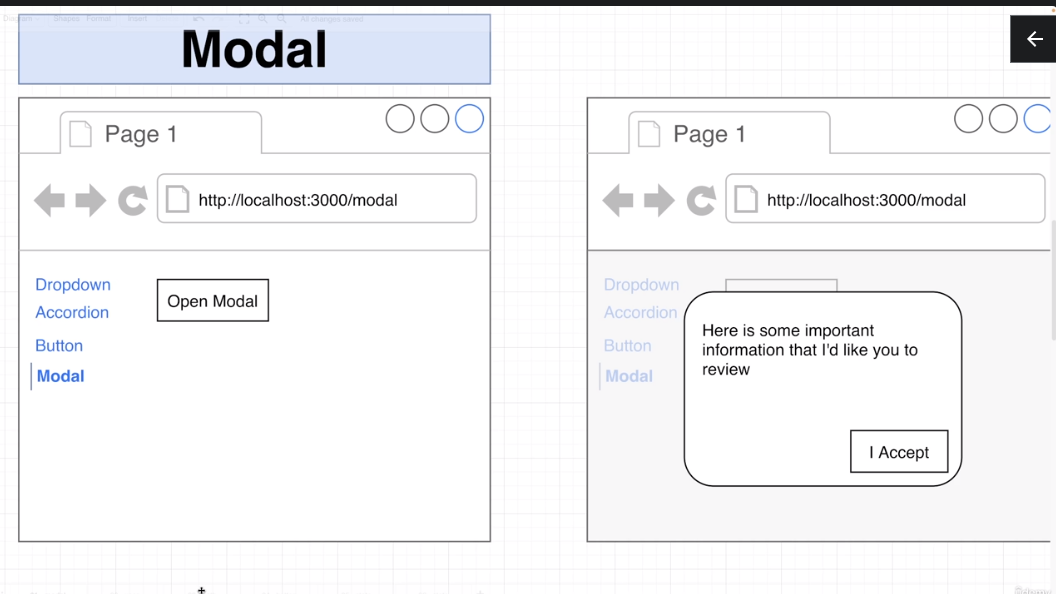 Shapes Format Insert All changes saved
Modal
Page 1
http://localhost:3000/modal
Dropdown
Open Modal
Accordion
Button
Modal
Page 1
http://localhost:3000/modal
Dropdown
Accordion
Button
Modal
Here is some important
information that I'd like you to
review
I Accept